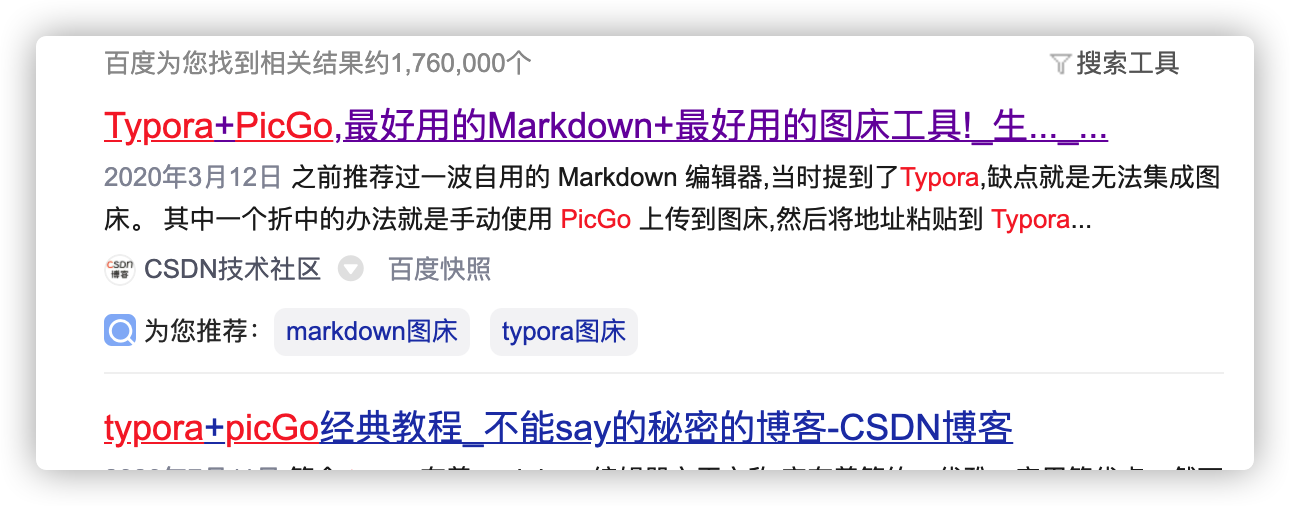 百度为您找到相关结果约1,760,000个
搜索工具
Typora+PicGo,最好用的Markdown+最好用的图床工具!_生..._...
2020年3月12日 之前推荐过一波自用的 Markdown 编辑器,当时提到了Typora,缺点就是无法集成图
床。 其中一个折中的办法就是手动使用 PicGo 上传到图床,然后将地址粘贴到 Typora...
CSDN博客
CSDN技术社区
百度快照
为您推荐：
markdown图床
typora图床
typora+picGo经典教程_不能say的秘密的博客-CSDN博客